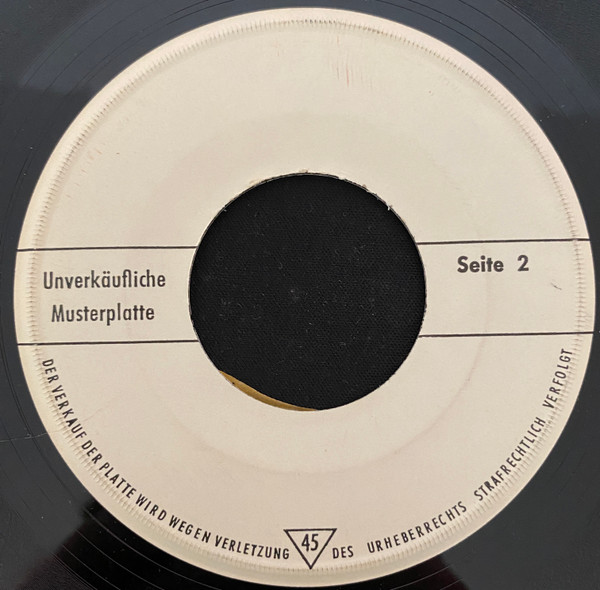 Unverkäufliche
Musterplatte
Seite 2
DER VERKAUF DER PLATTE WIRD WEGEN VERLETZUNG 45 DES URHEBERRECHTS STRAFRECHTLICH VERFOLGT